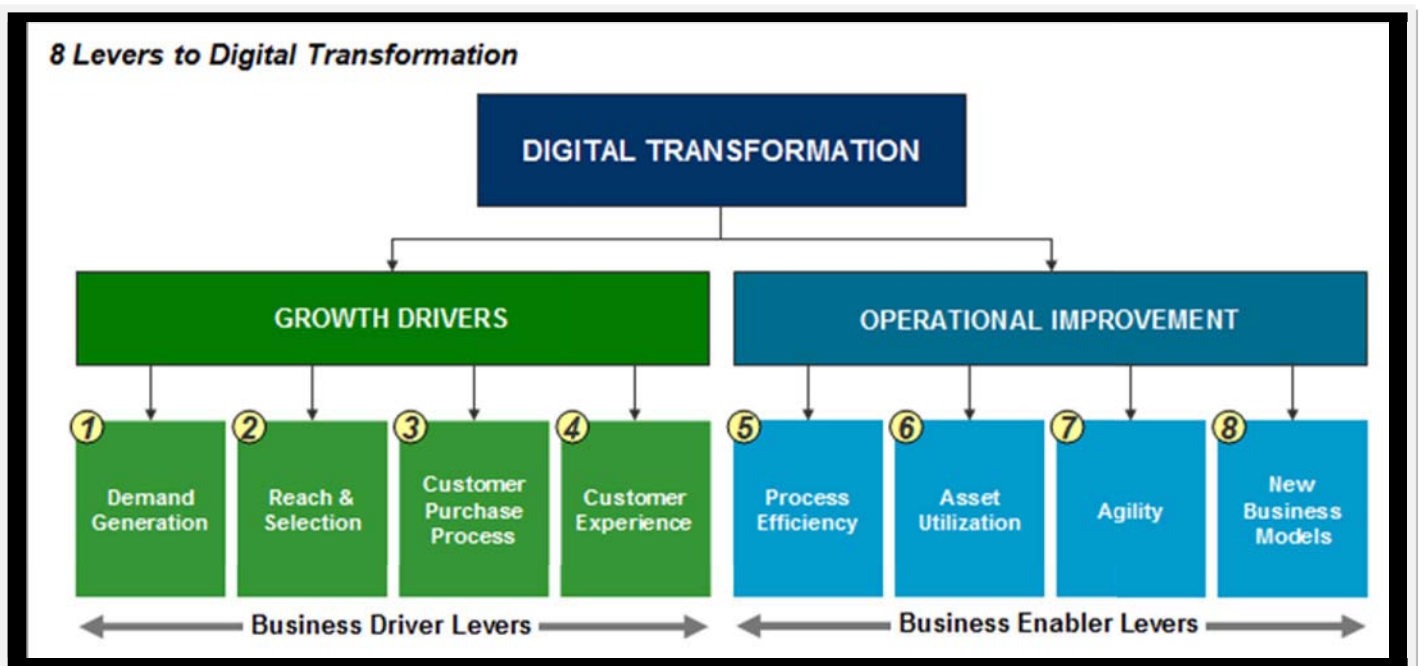 8 Levers to Digital Transformation
DIGITAL TRANSFORMATION
GROWTH DRIVERS
OPERATIONAL IMPROVEMENT
1
Demand
Generation
2
Reach &
Selection
3
Customer
Purchase
Process
4
Customer
Experience
5
Process
Efficiency
6
Asset
Utilization
7
Agility
8
New
Business
Models
Business Driver Levers
Business Enabler Levers